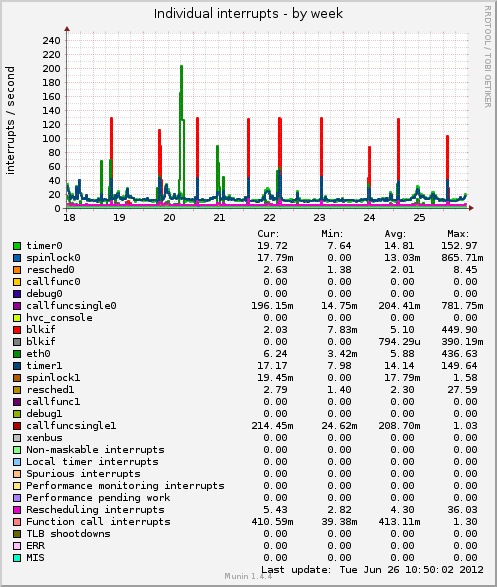 Individual interrupts - by week
RRDTOOL / TOBI OETIKER
interrupts / second
240
220
200
180
160
140
120
100
80
60
40
20
0
18 19 20 21 22 23 24 25
Cur: Min: Avg: Max:
timer0 19.72 7.64 14.81 152.97
spinlock0 17.79m 0.00 13.03m 865.71m
resched0 2.63 1.38 2.01 8.45
callfunc0 0.00 0.00 0.00 0.00
debug0 0.00 0.00 0.00 0.00
callfuncsingle0 196.15m 14.75m 204.41m 781.75m
hvc_console 0.00 0.00 0.00 0.00
blkif 2.03 7.83m 5.10 449.90
blkif 0.00 0.00 794.29u 390.19m
eth0 6.24 3.42m 5.88 436.63
timer1 17.17 7.98 14.14 149.64
spinlock1 19.45m 0.00 17.79m 1.58
resched1 2.79 1.40 2.30 27.59
callfunc1 0.00 0.00 0.00 0.00
debug1 0.00 0.00 0.00 0.00
callfuncsingle1 214.45m 24.62m 208.70m 1.03
xenbus 0.00 0.00 0.00 0.00
Non-maskable interrupts 0.00 0.00 0.00 0.00
Local timer interrupts 0.00 0.00 0.00 0.00
Spurious interrupts 0.00 0.00 0.00 0.00
Performance monitoring interrupts 0.00 0.00 0.00 0.00
Performance pending work 0.00 0.00 0.00 0.00
Rescheduling interrupts 5.43 2.82 4.30 36.03
Function call interrupts 410.59m 39.38m 413.11m 1.30
TLB shootdowns 0.00 0.00 0.00 0.00
ERR 0.00 0.00 0.00 0.00
MIS 0.00 0.00 0.00 0.00
Last update: Tue Jun 26 10:50:02 2012
Munin 1.4.4